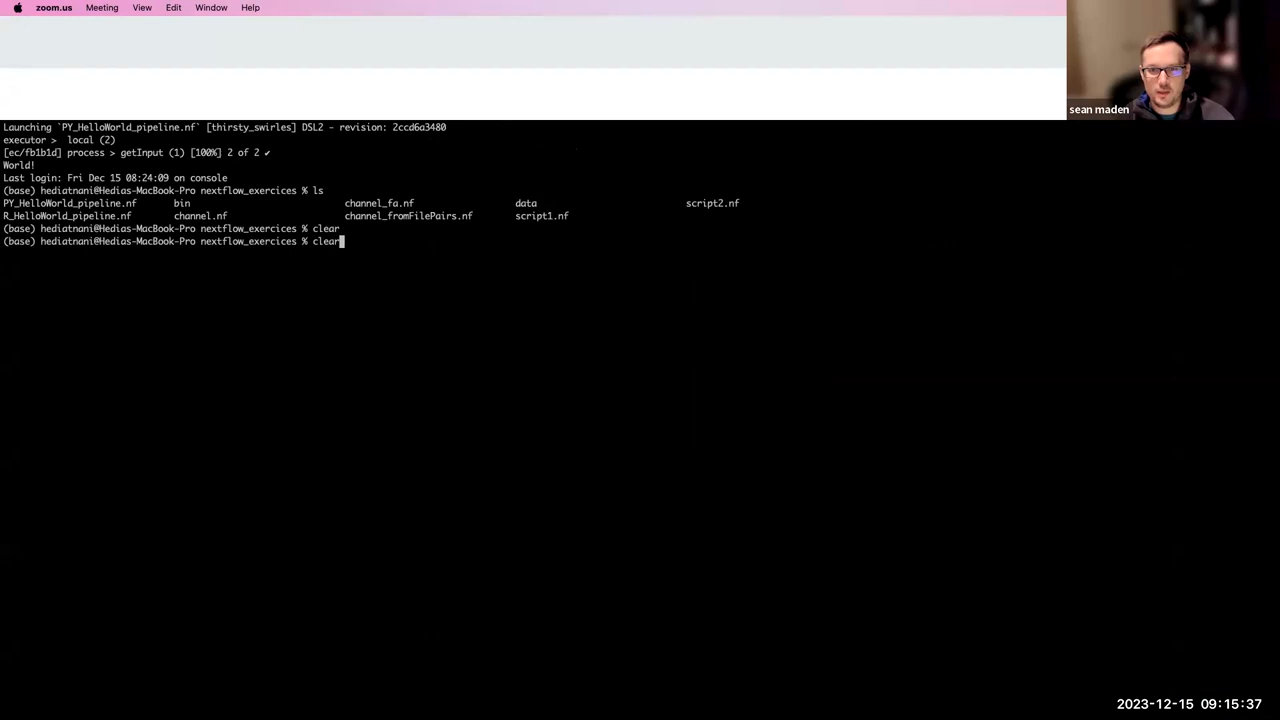 zoom.us Meeting View Edit Window Help
sean maden
Launching `PY_HelloWorld_pipeline.nf` [thirsty_swirles] DSL2 - revision: 2ccd6a3480
executor > local (2)
[ec/fb1b1d] process > getInput (1) [100%] 2 of 2 ✔
World!
Last login: Fri Dec 15 08:24:09 on console
(base) hediatnani@Hedias-MacBook-Pro nextflow_exercices % ls
PY_HelloWorld_pipeline.nf bin channel_fa.nf data script2.nf
R_HelloWorld_pipeline.nf channel.nf channel_fromFilePairs.nf script1.nf
(base) hediatnani@Hedias-MacBook-Pro nextflow_exercices % clear
(base) hediatnani@Hedias-MacBook-Pro nextflow_exercices % clear
2023-12-15 09:15:37